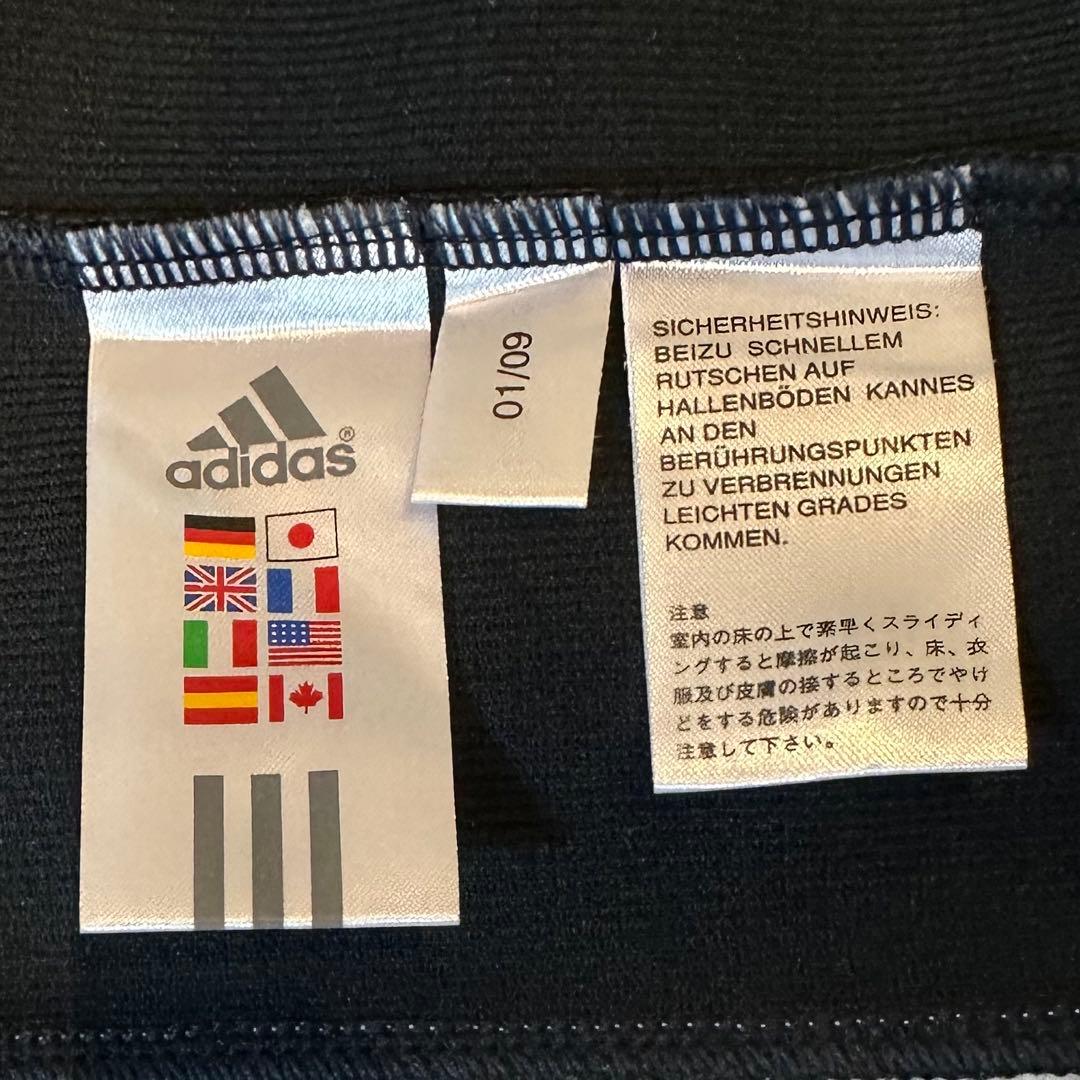 adidas®
01/09
SICHERHEITSHINWEIS:
BEIZU SCHNELLEM
RUTSCHEN AUF
HALLENBÖDEN KANNES
AN DEN
BERÜHRUNGSPUNKTEN
ZU VERBRENNUNGEN
LEICHTEN GRADES
KOMMEN.
注意
室内の床の上で素早くスライディ
ングすると摩擦が起こり、床、衣
服及び皮膚の接するところでやけ
どをする危険がありますので十分
注意して下さい。